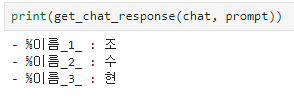 print(get_chat_response(chat, prompt))
- %이름_1_ : 조
- %이름_2_ : 수
- %이름_3_ : 현